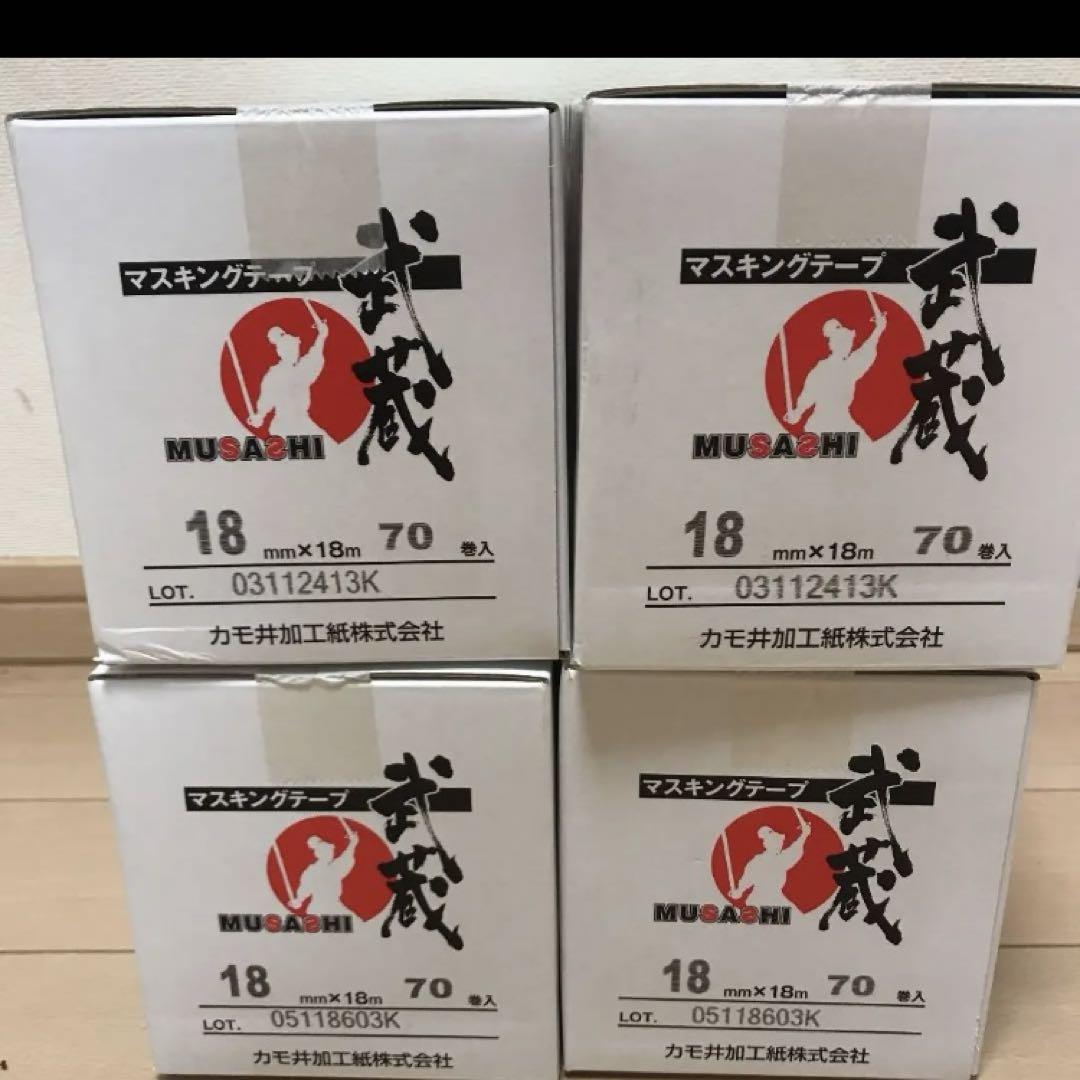 マスキングテープ
武蔵
MUSASHI
18 mm×18m 70 巻入
LOT. 03112413K
カモ井加工紙株式会社
マスキングテープ
武蔵
MUSASHI
18 mm×18m 70 巻入
LOT. 03112413K
カモ井加工紙株式会社
マスキングテープ
武蔵
MUSASHI
18 mm×18m 70 巻入
LOT. 05118603K
カモ井加工紙株式会社
マスキングテープ
武蔵
MUSASHI
18 mm×18m 70 巻入
LOT. 05118603K
カモ井加工紙株式会社